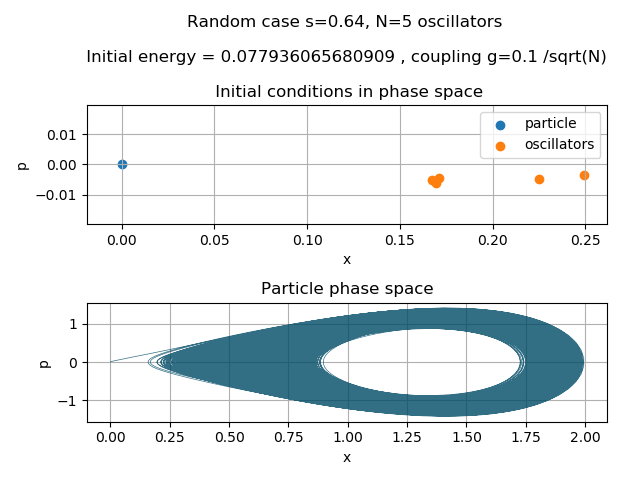 Random case s=0.64, N=5 oscillators
Initial energy = 0.077936065680909 , coupling g=0.1 /sqrt(N)
Initial conditions in phase space
particle
oscillators
0.01
0.00
−0.01
p
0.00 0.05 0.10 0.15 0.20 0.25
x
Particle phase space
1
0
−1
p
0.00 0.25 0.50 0.75 1.00 1.25 1.50 1.75 2.00
x